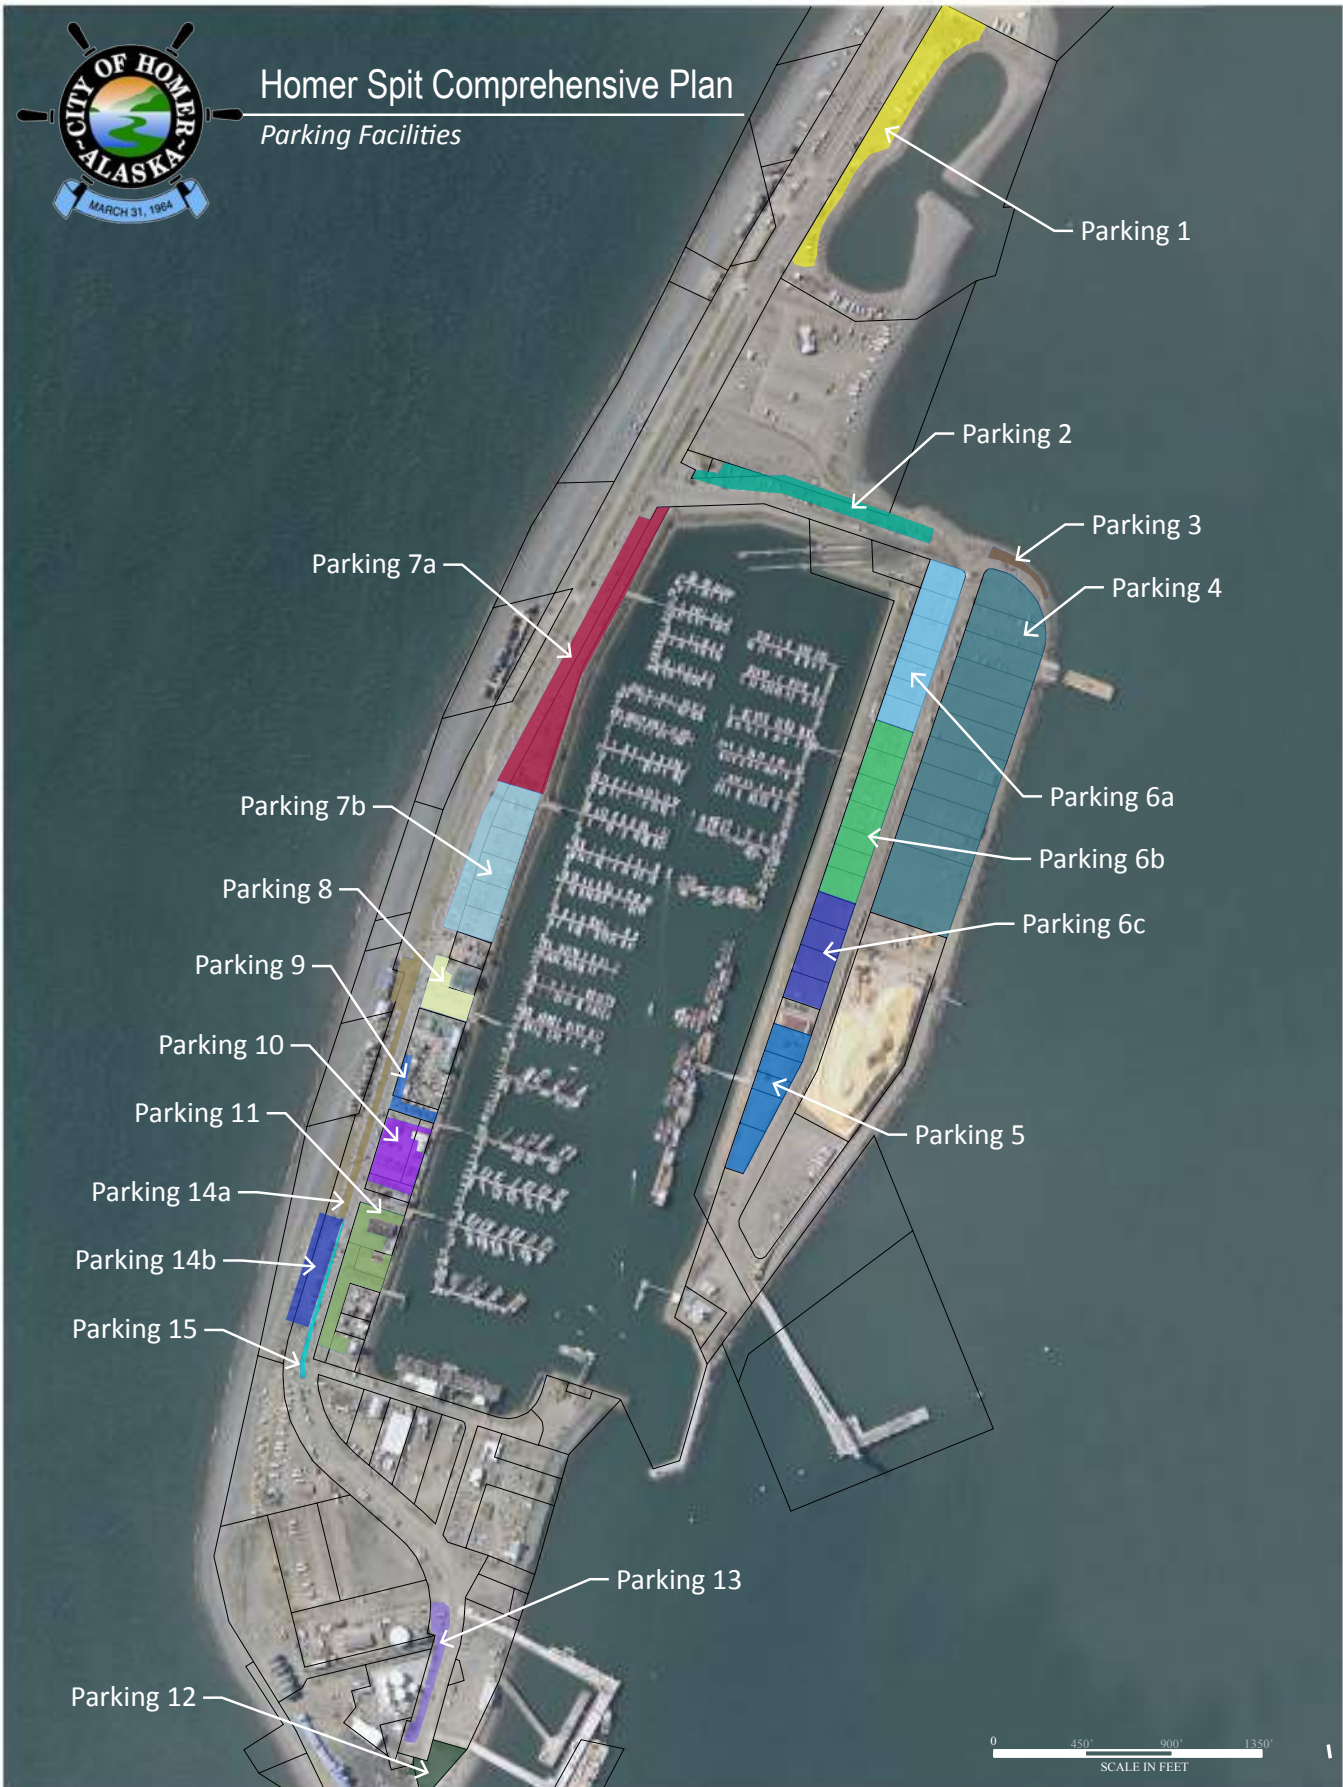 CITY OF HOMER
~ALASKA~
MARCH 31, 1964
Homer Spit Comprehensive Plan
Parking Facilities
Parking 1
Parking 2
Parking 3
Parking 7a
Parking 4
Parking 7b
Parking 6a
Parking 6b
Parking 8
Parking 6c
Parking 9
Parking 10
Parking 11
Parking 5
Parking 14a
Parking 14b
Parking 15
Parking 13
Parking 12
0 450' 900' 1350'
SCALE IN FEET